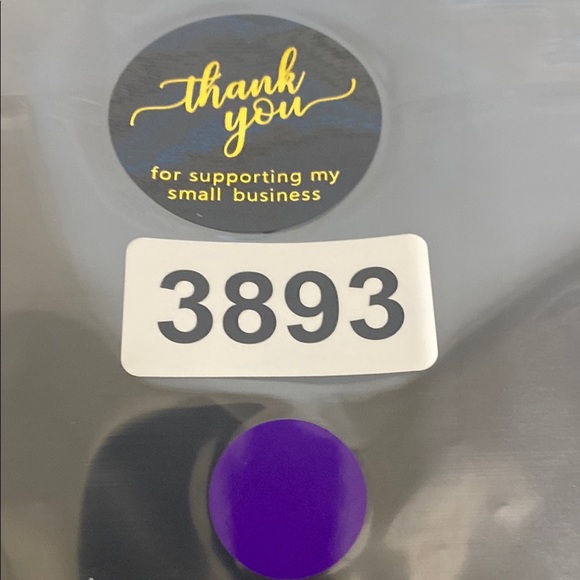 thank
you
for supporting my
small business
3893